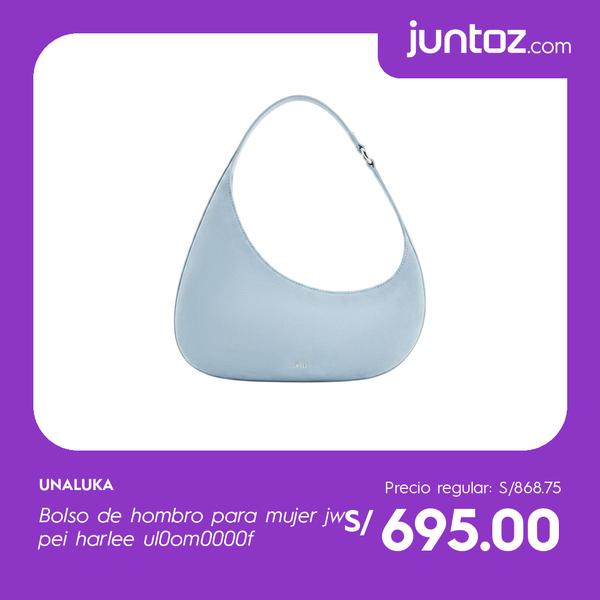 juntoz.com
UNALUKA
Precio regular: S/868.75
Bolso de hombro para mujer jw
pei harlee ul0om0000f
S/ 695.00